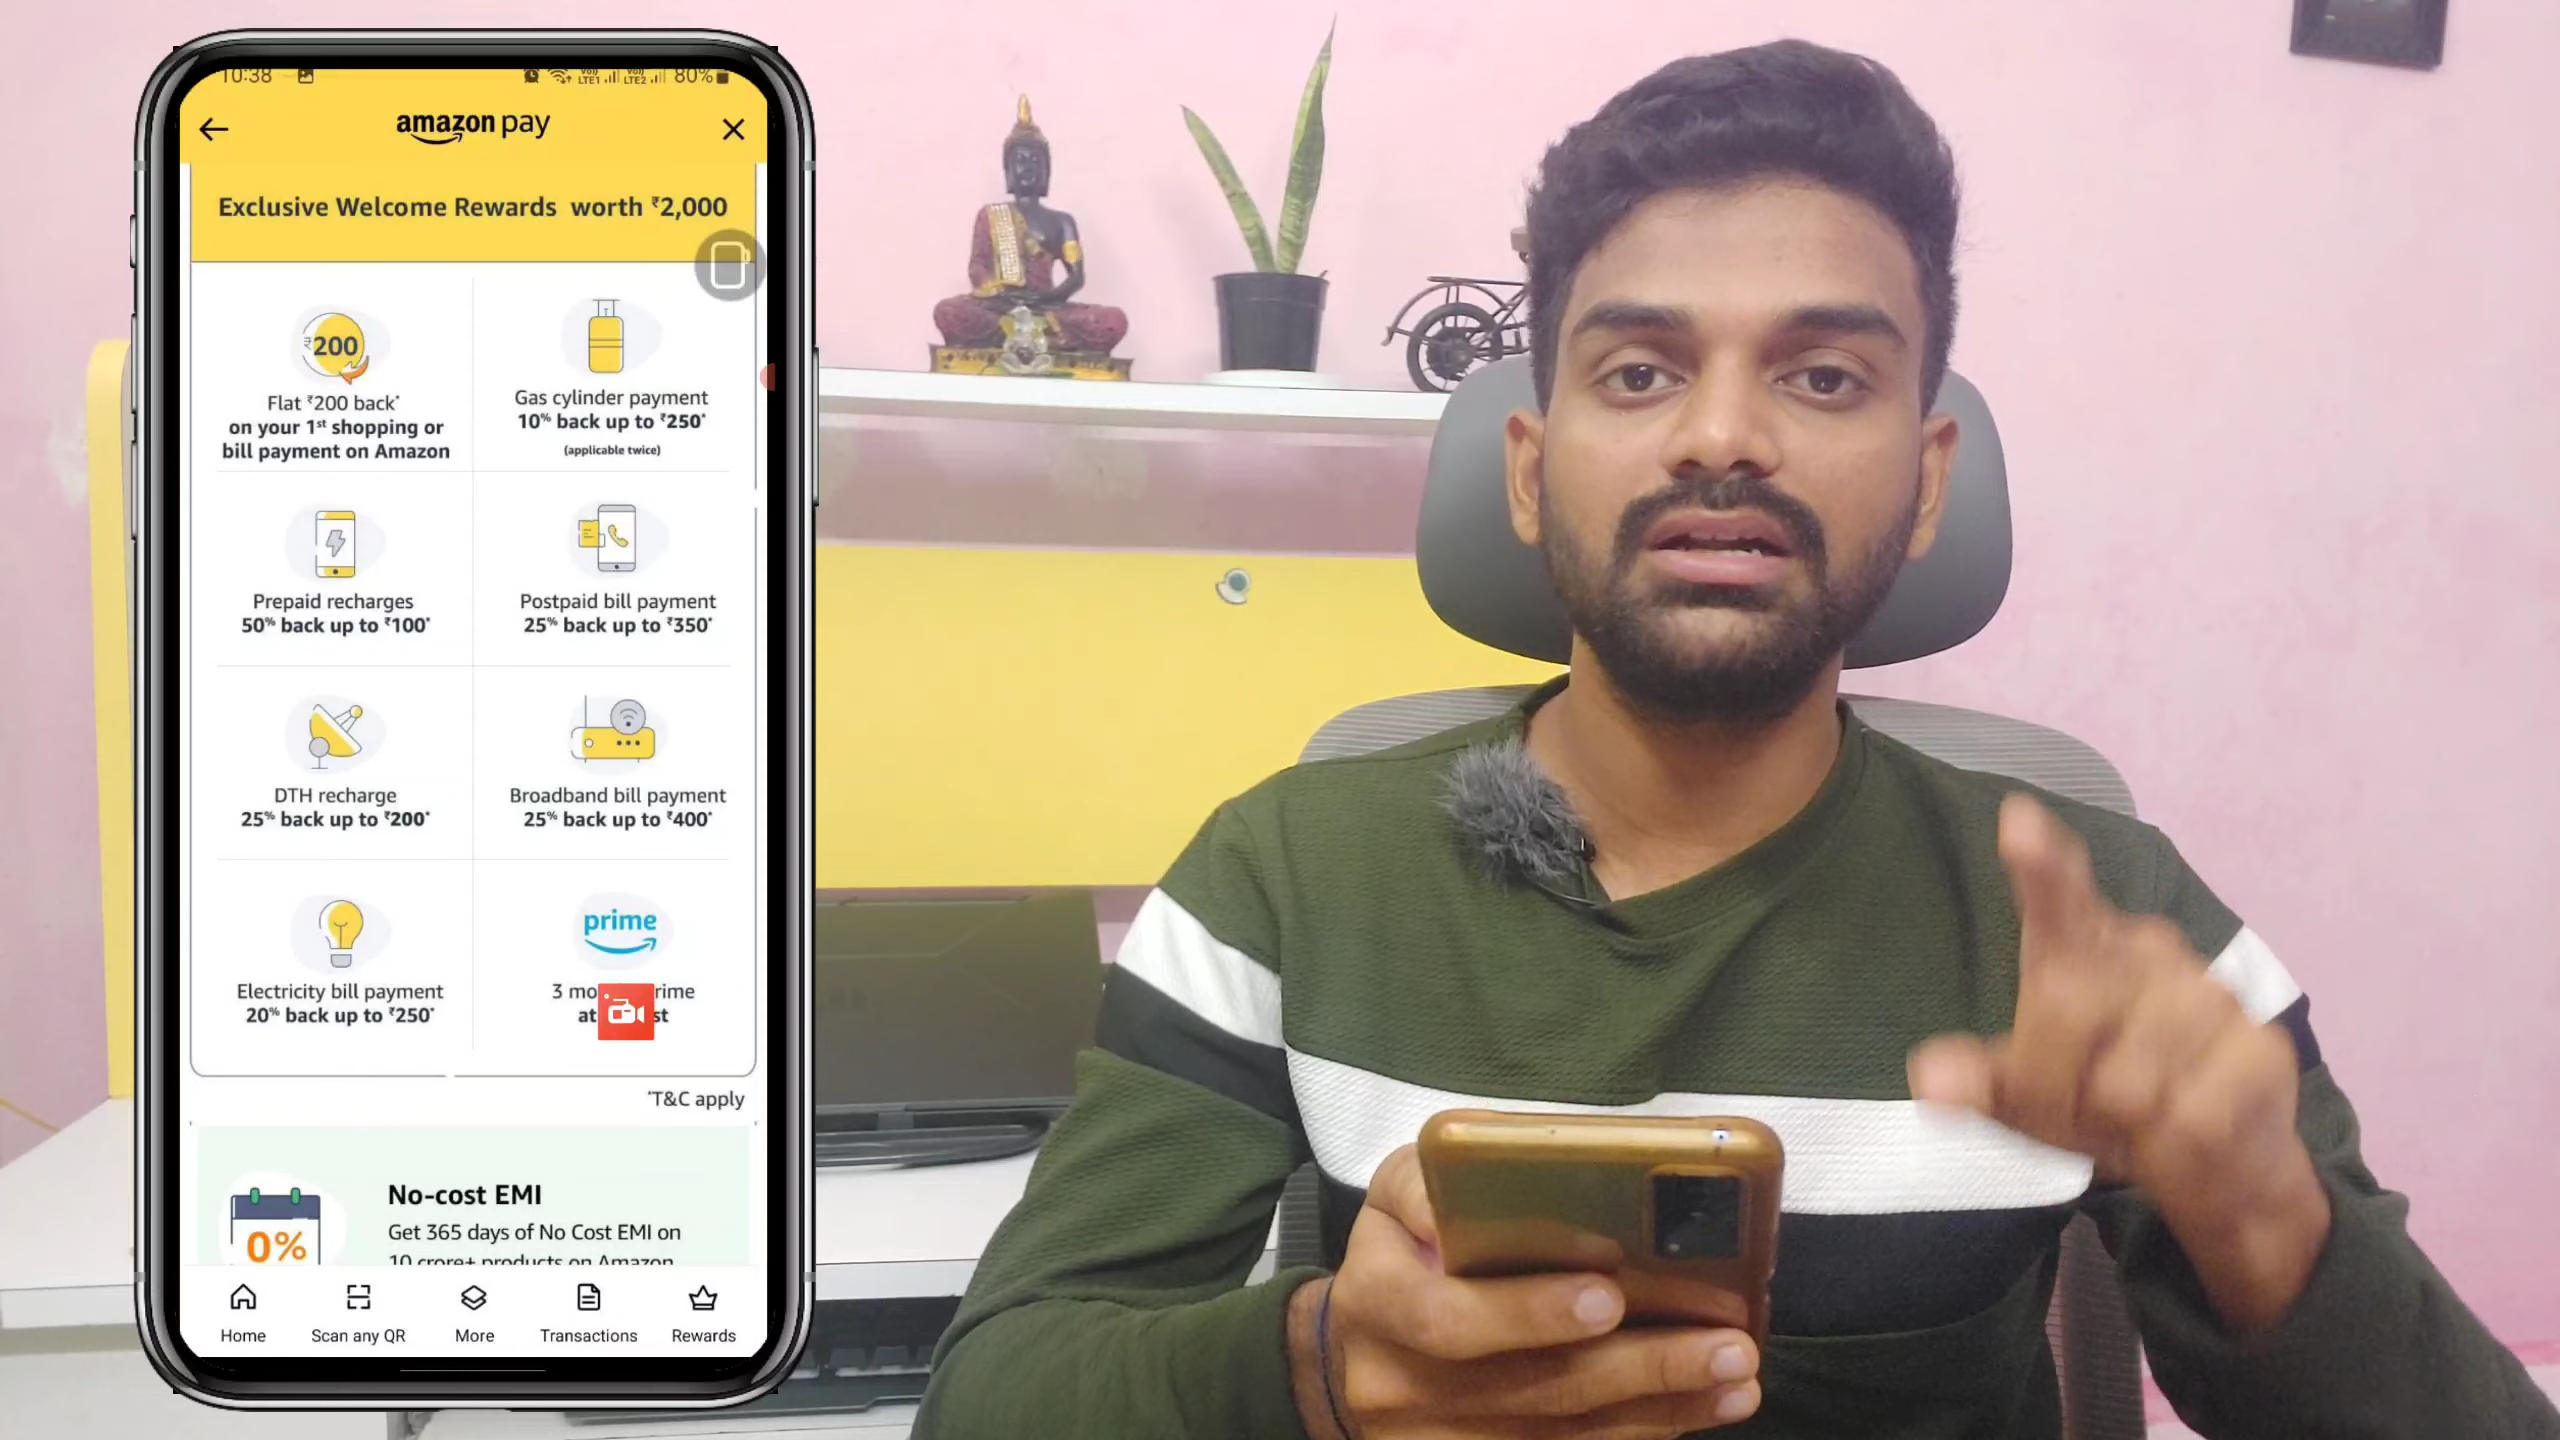 10:38 80%
amazon pay
Exclusive Welcome Rewards worth ₹2,000
₹200
Flat ₹200 back*
on your 1st shopping or
bill payment on Amazon
Gas cylinder payment
10% back up to ₹250*
(applicable twice)
Prepaid recharges
50% back up to ₹100*
Postpaid bill payment
25% back up to ₹350*
DTH recharge
25% back up to ₹200*
Broadband bill payment
25% back up to ₹400*
Electricity bill payment
20% back up to ₹250*
prime
3
at
*T&C apply
No-cost EMI
0%
Get 365 days of No Cost EMI on
10 crore+ products on Amazon
Home
Scan any QR
More
Transactions
Rewards